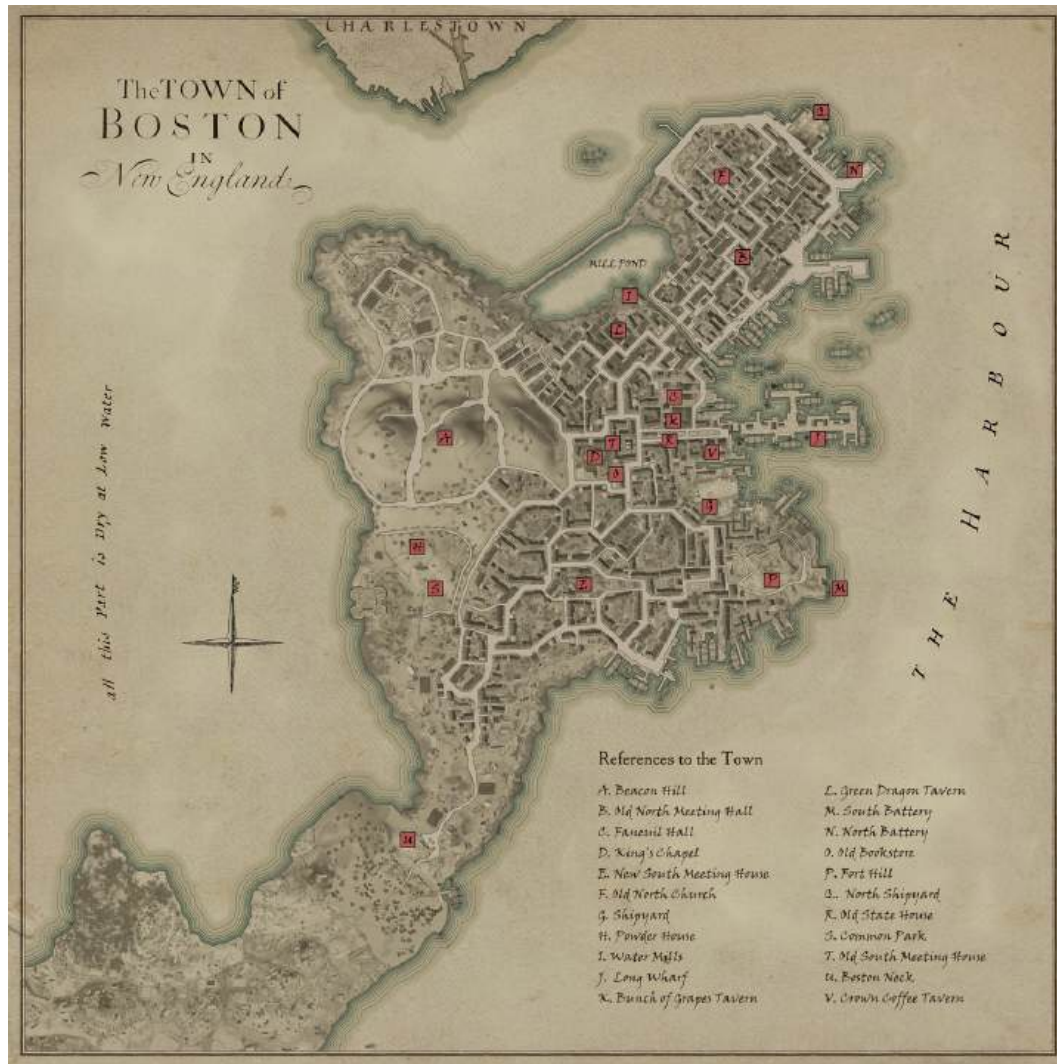 CHARLESTOWN
The TOWN of
BOSTON
IN
New England
MILL POND
THE HARBOUR
all this Part is Dry at Low Water
F
N
B
I
L
C
K
R
T
D
O
V
J
A
G
H
S
E
P
M
U
References to the Town
A. Beacon Hill
B. Old North Meeting Hall
C. Faneuil Hall
D. King's Chapel
E. New South Meeting House
F. Old North Church
G. Shipyard
H. Powder House
I. Water Mills
J. Long Wharf
K. Bunch of Grapes Tavern
L. Green Dragon Tavern
M. South Battery
N. North Battery
O. Old Bookstore
P. Fort Hill
Q. North Shipyard
R. Old State House
S. Common Park
T. Old South Meeting House
U. Boston Neck
V. Crown Coffee Tavern